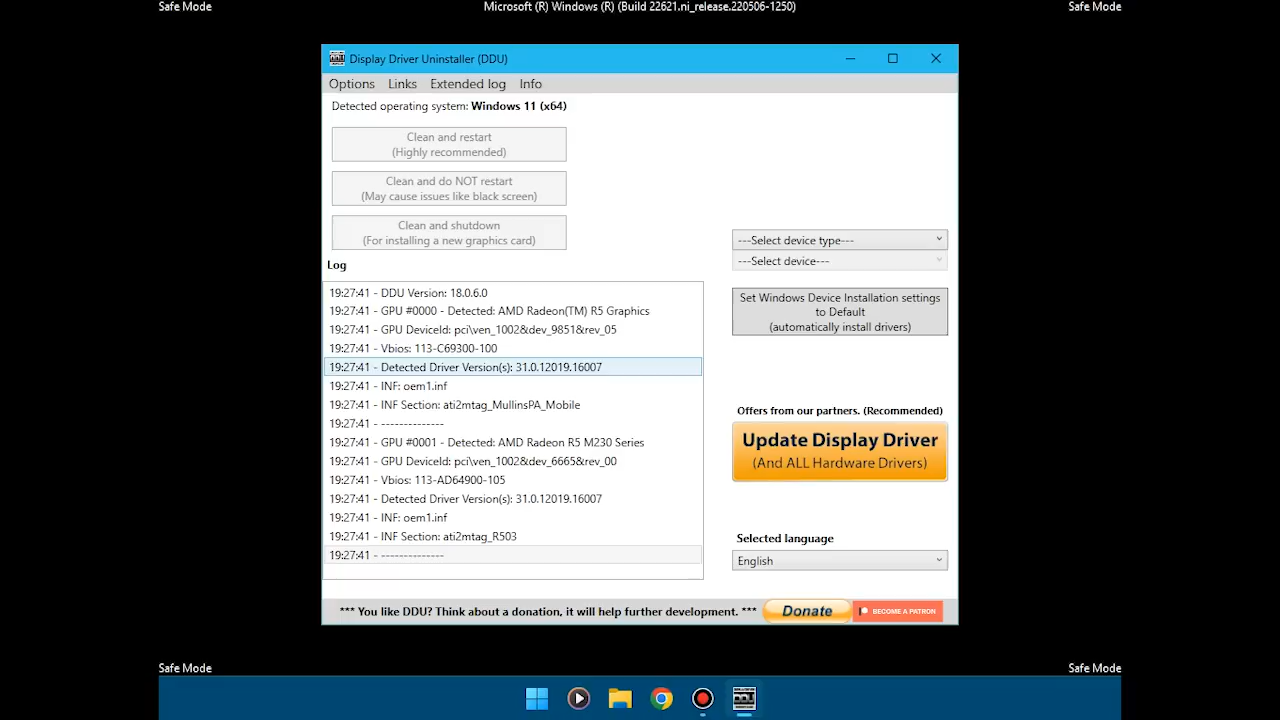 Safe Mode
Microsoft (R) Windows (R) (Build 22621.ni_release.220506-1250)
Safe Mode
Display Driver Uninstaller (DDU)
Options Links Extended log Info
Detected operating system: Windows 11 (x64)
Clean and restart
(Highly recommended)
Clean and do NOT restart
(May cause issues like black screen)
Clean and shutdown
(For installing a new graphics card)
---Select device type---
---Select device---
Log
Set Windows Device Installation settings
to Default
(automatically install drivers)
19:27:41 - DDU Version: 18.0.6.0
19:27:41 - GPU #0000 - Detected: AMD Radeon(TM) R5 Graphics
19:27:41 - GPU DeviceId: pci\ven_1002&dev_9851&rev_05
19:27:41 - Vbios: 113-C69300-100
19:27:41 - Detected Driver Version(s): 31.0.12019.16007
19:27:41 - INF: oem1.inf
19:27:41 - INF Section: ati2mtag_MullinsPA_Mobile
19:27:41 - --------------
19:27:41 - GPU #0001 - Detected: AMD Radeon R5 M230 Series
19:27:41 - GPU DeviceId: pci\ven_1002&dev_6665&rev_00
19:27:41 - Vbios: 113-AD64900-105
19:27:41 - Detected Driver Version(s): 31.0.12019.16007
19:27:41 - INF: oem1.inf
19:27:41 - INF Section: ati2mtag_R503
19:27:41 - --------------
Offers from our partners. (Recommended)
Update Display Driver
(And ALL Hardware Drivers)
Selected language
English
*** You like DDU? Think about a donation, it will help further development. ***
Donate
BECOME A PATRON
Safe Mode
Safe Mode
DDU